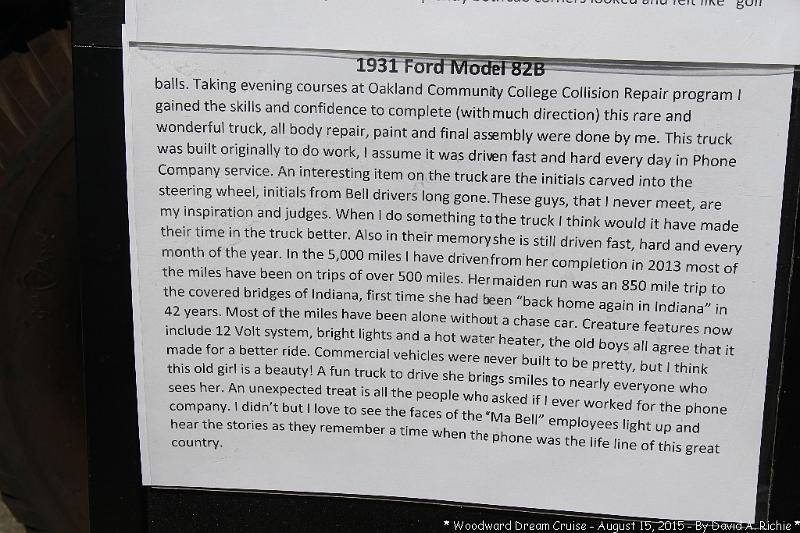 both cab corners looked and felt like "golf
1931 Ford Model 82B
balls. Taking evening courses at Oakland Community College Collision Repair program I
gained the skills and confidence to complete (with much direction) this rare and
wonderful truck, all body repair, paint and final assembly were done by me. This truck
was built originally to do work, I assume it was driven fast and hard every day in Phone
Company service. An interesting item on the truck are the initials carved into the
steering wheel, initials from Bell drivers long gone. These guys, that I never meet, are
my inspiration and judges. When I do something to the truck I think would it have made
their time in the truck better. Also in their memory she is still driven fast, hard and every
month of the year. In the 5,000 miles I have driven from her completion in 2013 most of
the miles have been on trips of over 500 miles. Her maiden run was an 850 mile trip to
the covered bridges of Indiana, first time she had been "back home again in Indiana" in
42 years. Most of the miles have been alone without a chase car. Creature features now
include 12 Volt system, bright lights and a hot water heater, the old boys all agree that it
made for a better ride. Commercial vehicles were never built to be pretty, but I think
this old girl is a beauty! A fun truck to drive she brings smiles to nearly everyone who
sees her. An unexpected treat is all the people who asked if I ever worked for the phone
company. I didn't but I love to see the faces of the "Ma Bell" employees light up and
hear the stories as they remember a time when the phone was the life line of this great
country.
* Woodward Dream Cruise - August 15, 2015 - By David A. Richie *